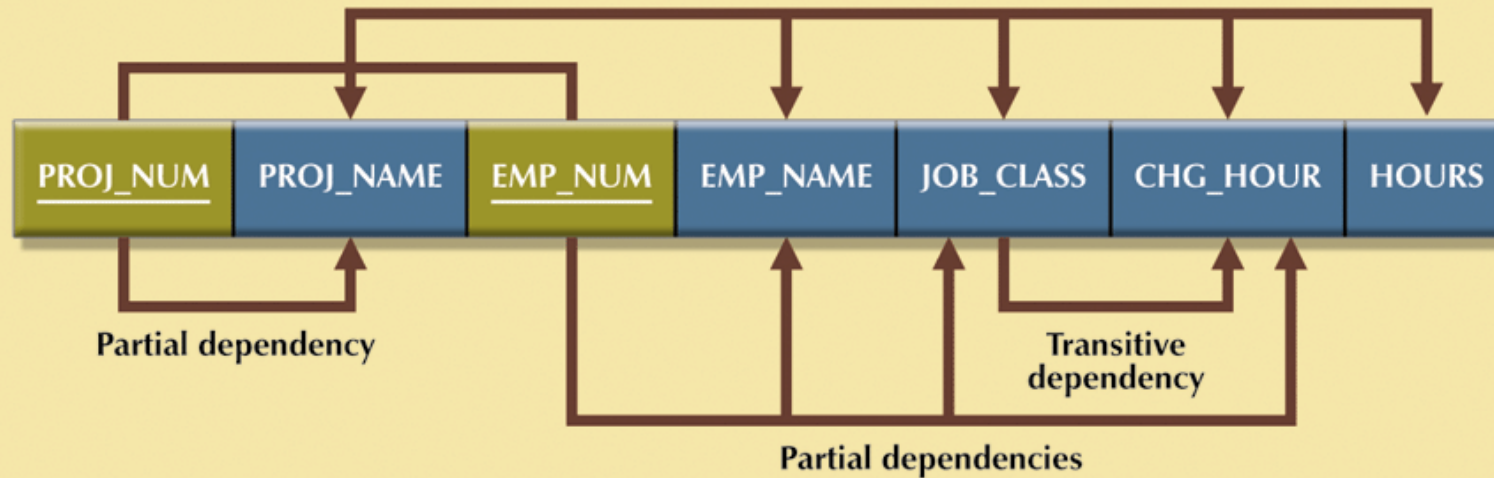 PROJ_NUM PROJ_NAME EMP_NUM EMP_NAME JOB_CLASS CHG_HOUR HOURS
Partial dependency
Transitive
dependency
Partial dependencies